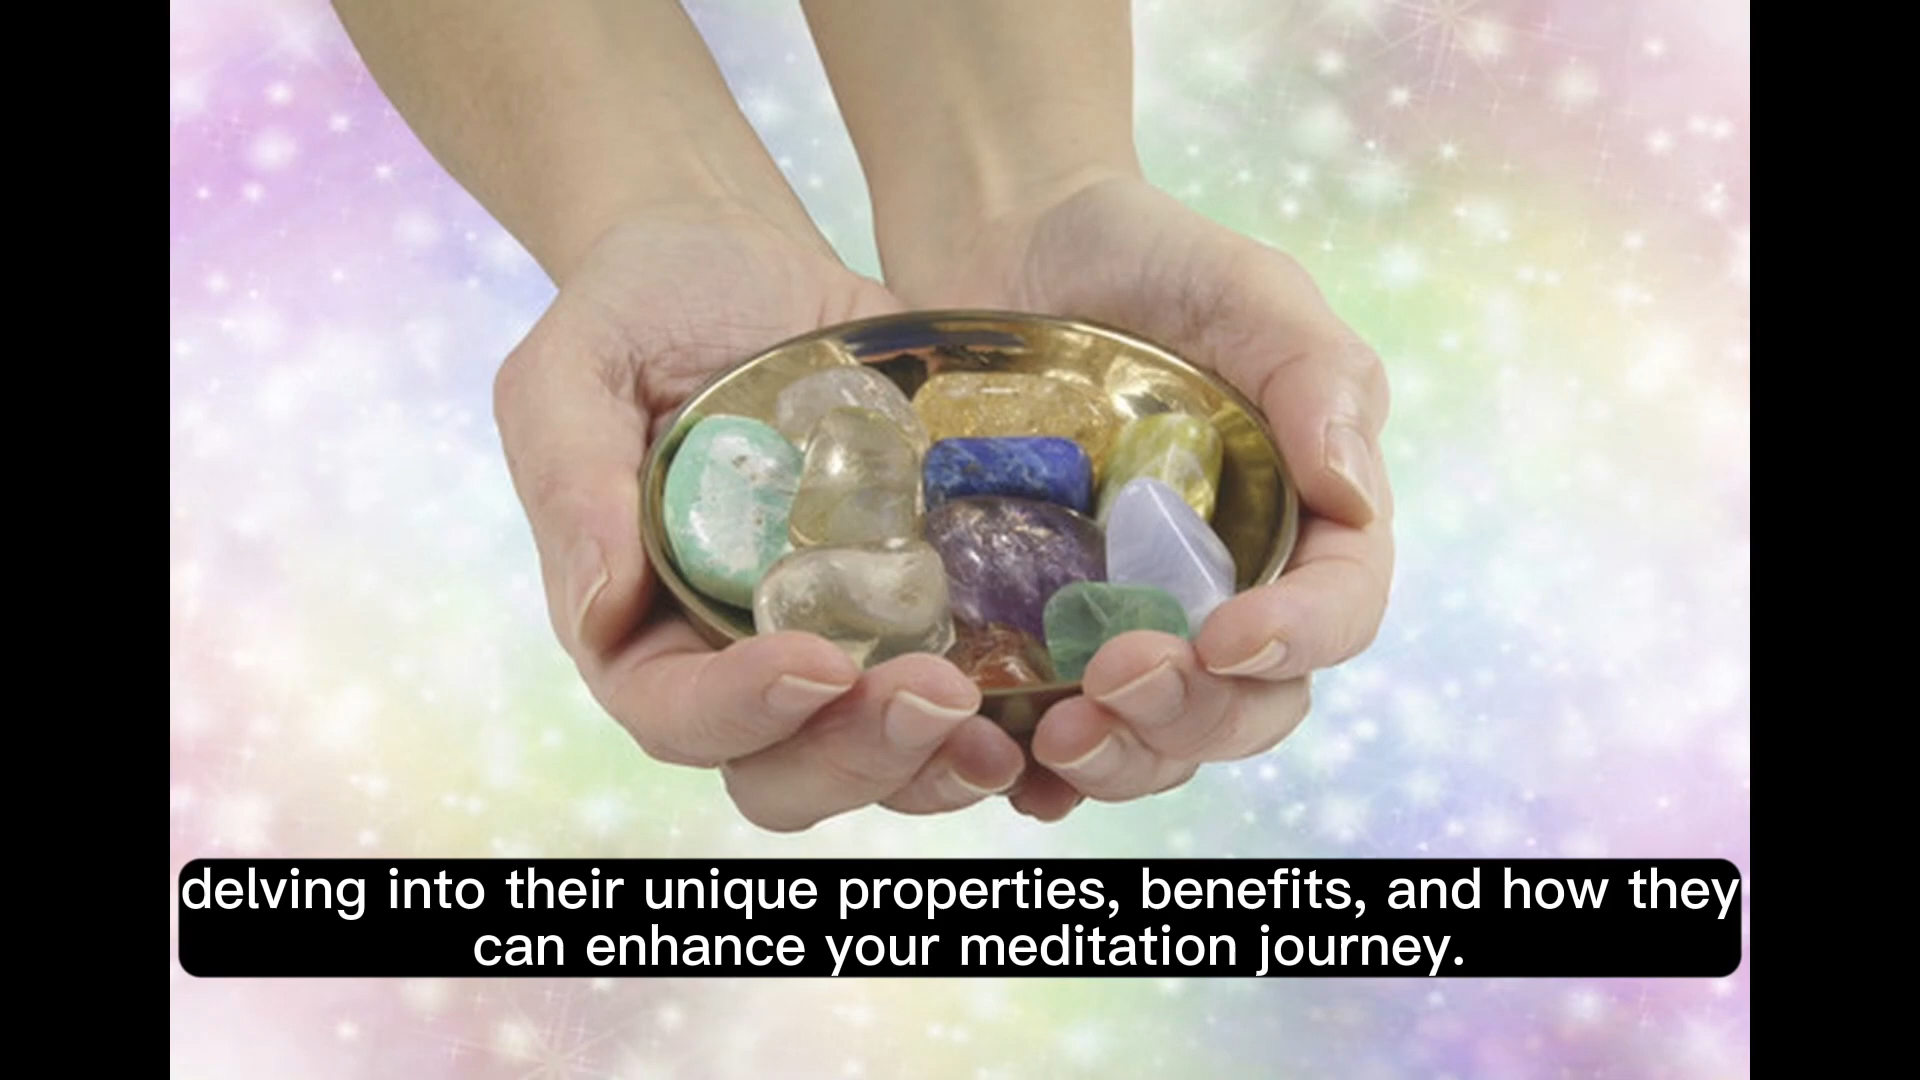 delving into their unique properties, benefits, and how they
can enhance your meditation journey.